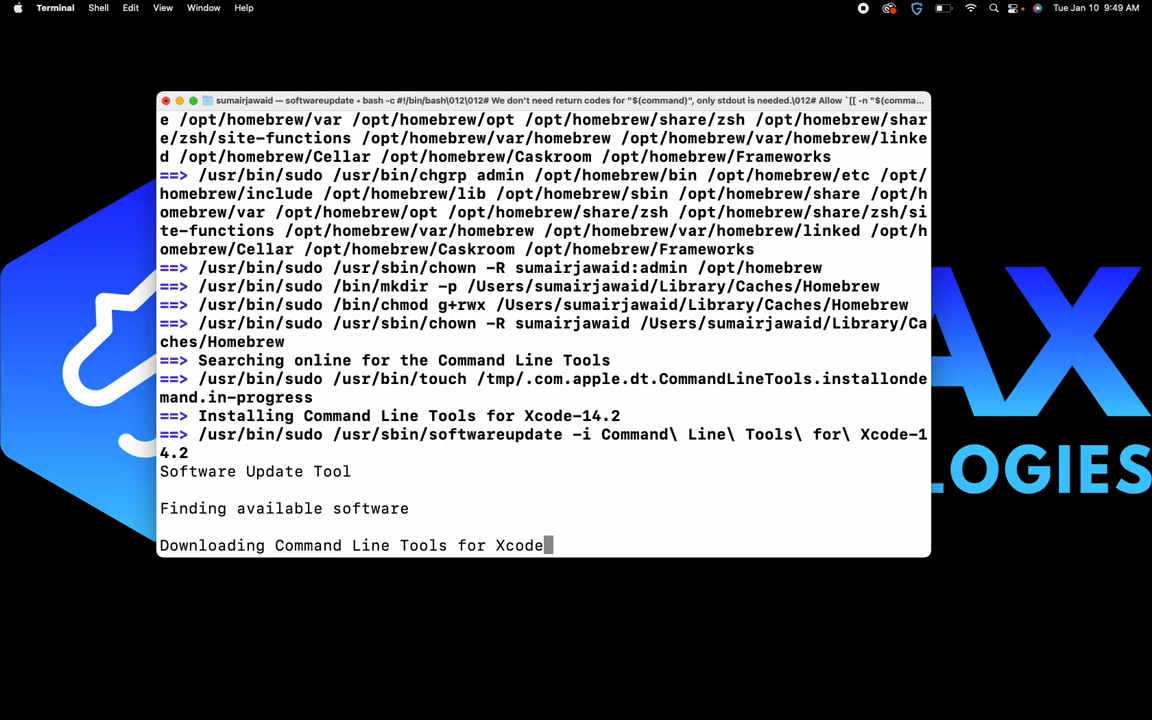 Terminal Shell Edit View Window Help Tue Jan 10 9:49 AM
sumairjawaid — softwareupdate ◂ bash -c #!/bin/bash\012\012# We don't need return codes for "$(command)", only stdout is needed.\012# Allow `[[ -n "$(comma...
e /opt/homebrew/var /opt/homebrew/opt /opt/homebrew/share/zsh /opt/homebrew/shar
e/zsh/site-functions /opt/homebrew/var/homebrew /opt/homebrew/var/homebrew/linke
d /opt/homebrew/Cellar /opt/homebrew/Caskroom /opt/homebrew/Frameworks
==> /usr/bin/sudo /usr/bin/chgrp admin /opt/homebrew/bin /opt/homebrew/etc /opt/
homebrew/include /opt/homebrew/lib /opt/homebrew/sbin /opt/homebrew/share /opt/h
omebrew/var /opt/homebrew/opt /opt/homebrew/share/zsh /opt/homebrew/share/zsh/si
te-functions /opt/homebrew/var/homebrew /opt/homebrew/var/homebrew/linked /opt/h
omebrew/Cellar /opt/homebrew/Caskroom /opt/homebrew/Frameworks
==> /usr/bin/sudo /usr/sbin/chown -R sumairjawaid:admin /opt/homebrew
==> /usr/bin/sudo /bin/mkdir -p /Users/sumairjawaid/Library/Caches/Homebrew
==> /usr/bin/sudo /bin/chmod g+rwx /Users/sumairjawaid/Library/Caches/Homebrew
==> /usr/bin/sudo /usr/sbin/chown -R sumairjawaid /Users/sumairjawaid/Library/Ca
ches/Homebrew
==> Searching online for the Command Line Tools
==> /usr/bin/sudo /usr/bin/touch /tmp/.com.apple.dt.CommandLineTools.installonde
mand.in-progress
==> Installing Command Line Tools for Xcode-14.2
==> /usr/bin/sudo /usr/sbin/softwareupdate -i Command\ Line\ Tools\ for\ Xcode-1
4.2
Software Update Tool
Finding available software
Downloading Command Line Tools for Xcode
AX
LOGIES